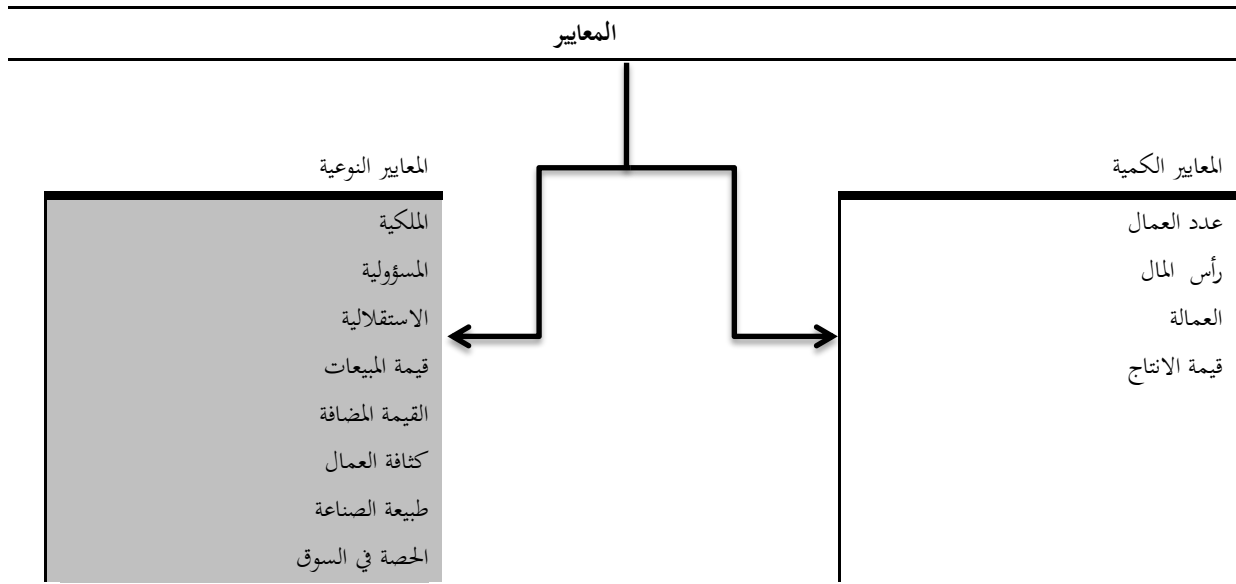 المعايير
المعايير الكمية
عدد العمال
رأس المال
العمالة
قيمة الانتاج
المعايير النوعية
الملكية
المسؤولية
الاستقلالية
قيمة المبيعات
القيمة المضافة
كثافة العمال
طبيعة الصناعة
الحصة في السوق